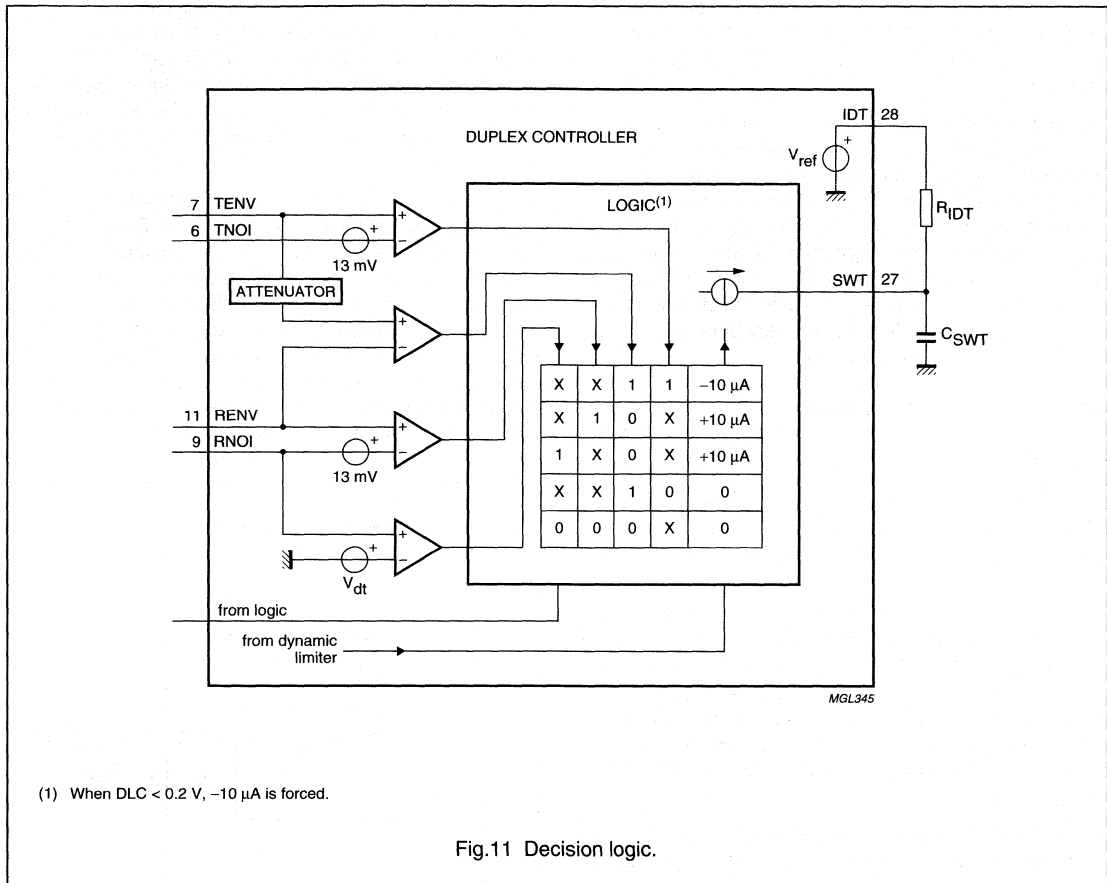 DUPLEX CONTROLLER
IDT 28
V_ref
+
LOGIC(1)
R_IDT
7 TENV
6 TNOI
+
−
+
13 mV
ATTENUATOR
SWT 27
+
−
C_SWT
X X 1 1 −10 µA
X 1 0 X +10 µA
1 X 0 X +10 µA
X X 1 0 0
0 0 0 X 0
11 RENV
9 RNOI
+
−
+
13 mV
+
−
+
V_dt
from logic
from dynamic
limiter
MGL345
(1) When DLC < 0.2 V, −10 µA is forced.
Fig.11 Decision logic.